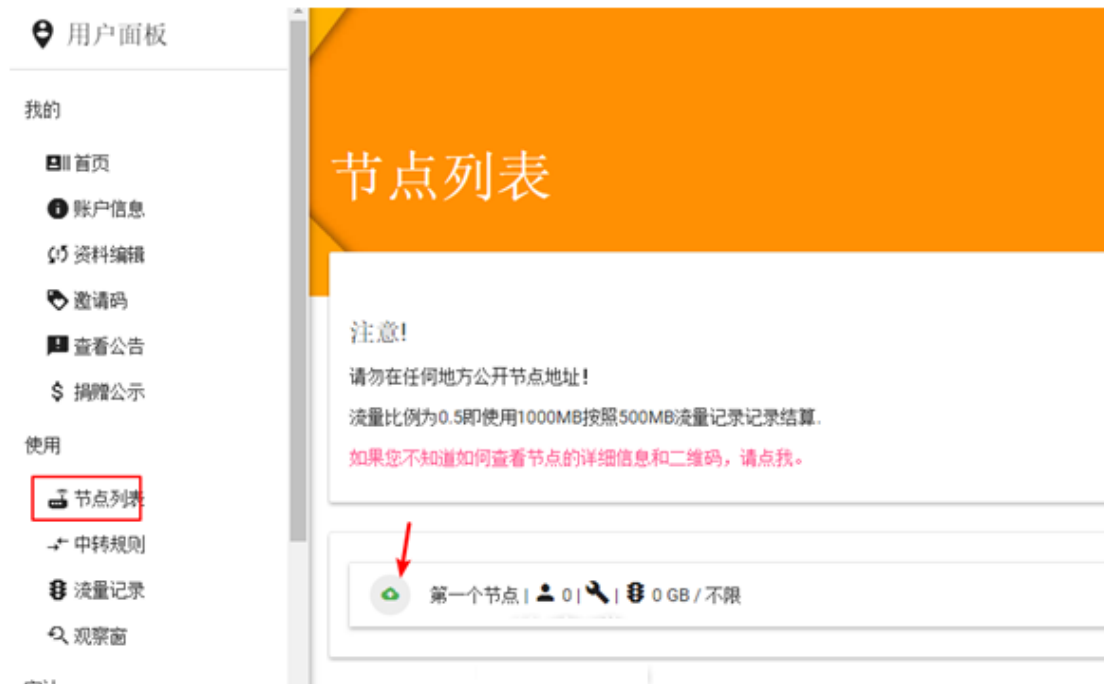 用户面板
我的
首页
账户信息
资料编辑
邀请码
查看公告
捐赠公示
使用
节点列表
中转规则
流量记录
观察窗
节点列表
注意!
请勿在任何地方公开节点地址!
流量比例为0.5即使用1000MB按照500MB流量记录记录结算.
如果您不知道如何查看节点的详细信息和二维码，请点我。
第一个节点 | 0 | | 0 GB / 不限